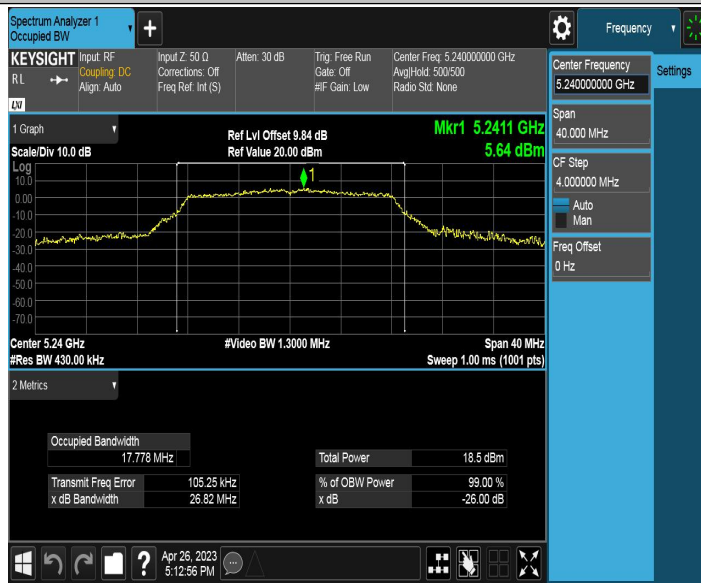 Spectrum Analyzer 1
Occupied BW
KEYSIGHT
RL
LXI
Input: RF
Coupling: DC
Align: Auto
Input Z: 50 Ω
Corrections: Off
Freq Ref: Int (S)
Atten: 30 dB
Trig: Free Run
Gate: Off
#IF Gain: Low
Center Freq: 5.240000000 GHz
Avg|Hold: 500/500
Radio Std: None
1 Graph
Scale/Div 10.0 dB
Ref Lvl Offset 9.84 dB
Ref Value 20.00 dBm
Mkr1 5.2411 GHz
5.64 dBm
Log
10.0
0.00
-10.0
-20.0
-30.0
-40.0
-50.0
-60.0
-70.0
1
Center 5.24 GHz
#Video BW 1.3000 MHz
Span 40 MHz
#Res BW 430.00 kHz
Sweep 1.00 ms (1001 pts)
2 Metrics
Occupied Bandwidth
17.778 MHz
Total Power 18.5 dBm
Transmit Freq Error 105.25 kHz
% of OBW Power 99.00 %
x dB Bandwidth 26.82 MHz
x dB -26.00 dB
Apr 26, 2023
5:12:56 PM
Frequency
Settings
Center Frequency
5.240000000 GHz
Span
40.000 MHz
CF Step
4.000000 MHz
Auto
Man
Freq Offset
0 Hz